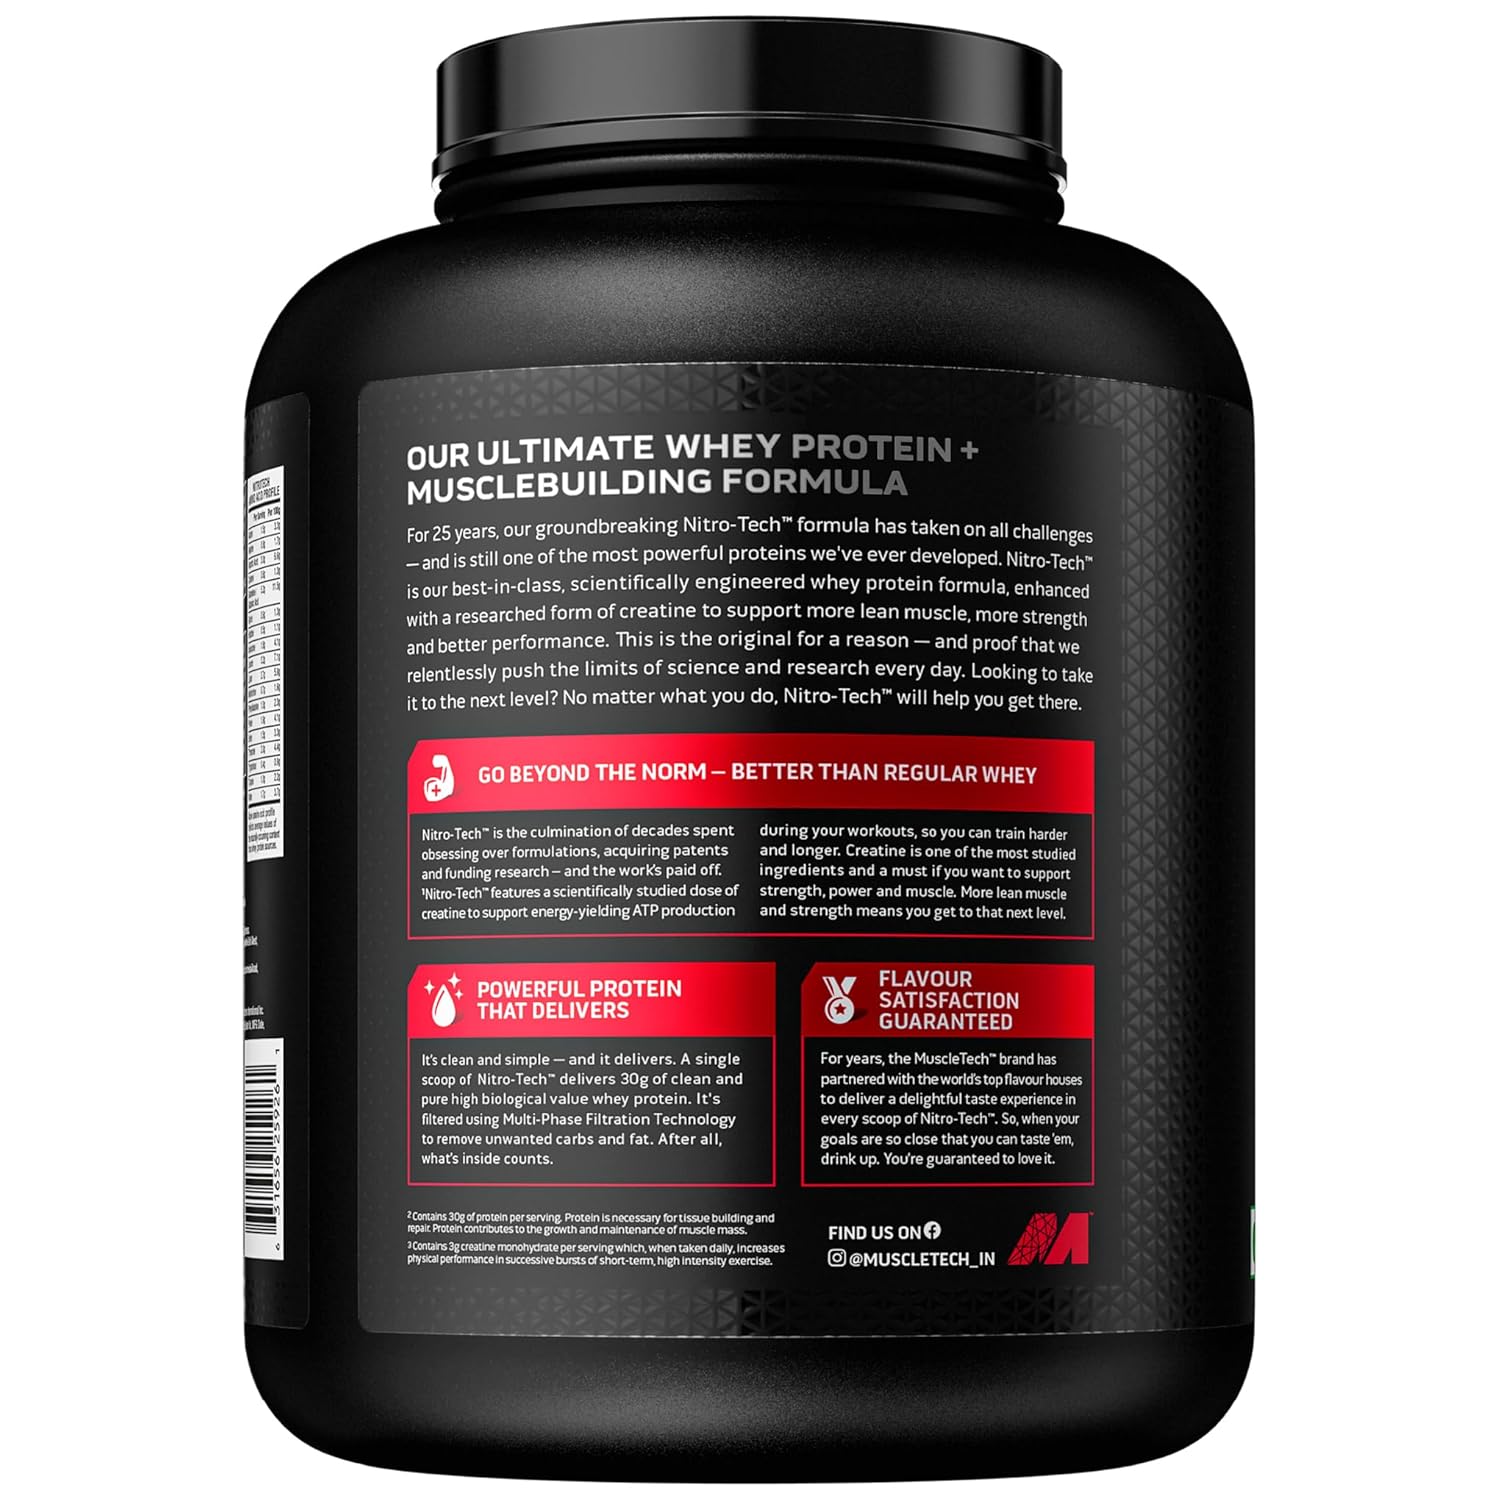 OUR ULTIMATE WHEY PROTEIN +
MUSCLEBUILDING FORMULA
For 25 years, our groundbreaking Nitro-Tech™ formula has taken on all challenges
— and is still one of the most powerful proteins we've ever developed. Nitro-Tech™
is our best-in-class, scientifically engineered whey protein formula, enhanced
with a researched form of creatine to support more lean muscle, more strength
and better performance. This is the original for a reason — and proof that we
relentlessly push the limits of science and research every day. Looking to take
it to the next level? No matter what you do, Nitro-Tech™ will help you get there.
GO BEYOND THE NORM — BETTER THAN REGULAR WHEY
Nitro-Tech™ is the culmination of decades spent
obsessing over formulations, acquiring patents
and funding research – and the work's paid off.
¹Nitro-Tech™ features a scientifically studied dose of
creatine to support energy-yielding ATP production
during your workouts, so you can train harder
and longer. Creatine is one of the most studied
ingredients and a must if you want to support
strength, power and muscle. More lean muscle
and strength means you get to that next level.
POWERFUL PROTEIN
THAT DELIVERS
It's clean and simple — and it delivers. A single
scoop of Nitro-Tech™ delivers 30g of clean and
pure high biological value whey protein. It's
filtered using Multi-Phase Filtration Technology
to remove unwanted carbs and fat. After all,
what's inside counts.
FLAVOUR
SATISFACTION
GUARANTEED
For years, the MuscleTech™ brand has
partnered with the world's top flavour houses
to deliver a delightful taste experience in
every scoop of Nitro-Tech™. So, when your
goals are so close that you can taste 'em,
drink up. You're guaranteed to love it.
² Contains 30g of protein per serving. Protein is necessary for tissue building and
repair. Protein contributes to the growth and maintenance of muscle mass.
³ Contains 3g creatine monohydrate per serving which, when taken daily, increases
physical performance in successive bursts of short-term, high intensity exercise.
FIND US ON
@MUSCLETECH_IN
NITROTECH
AMINO ACID PROFILE
Per Serving Per 100g
6 31656 25926 1